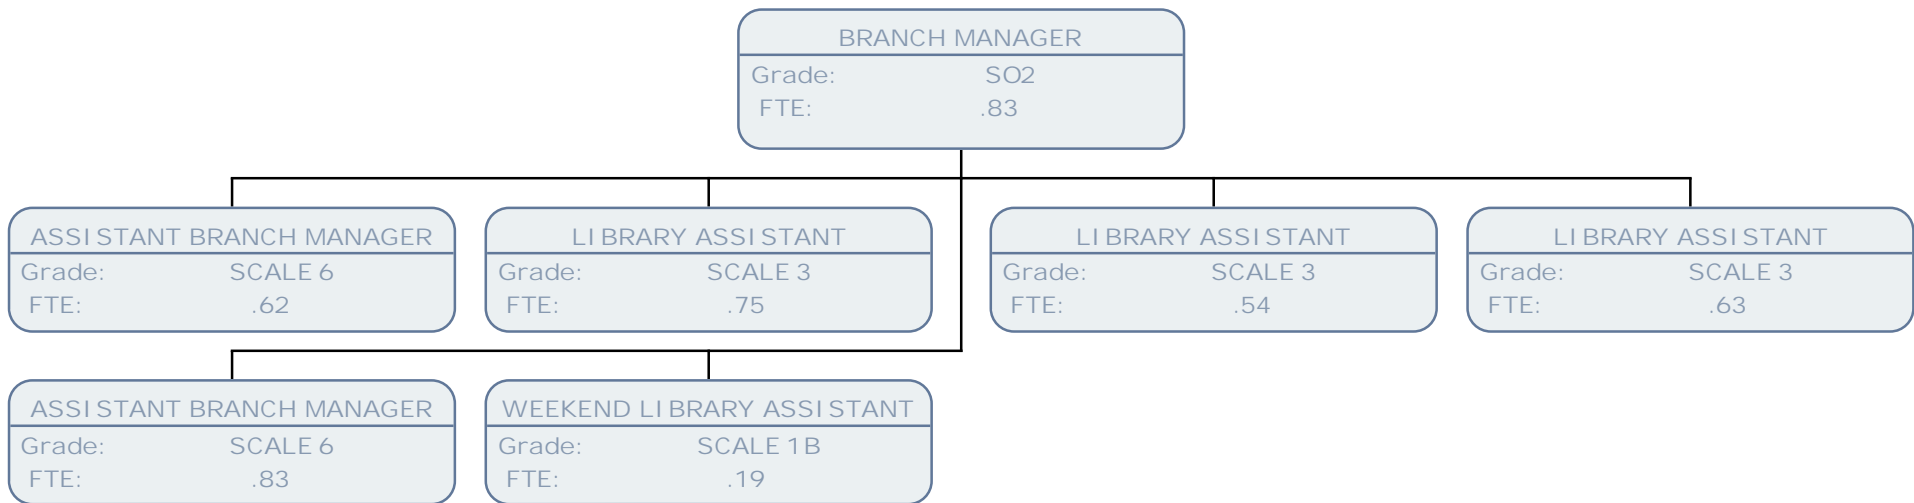 BRANCH MANAGER
Grade: SO2
FTE: .83
ASSISTANT BRANCH MANAGER
Grade: SCALE 6
FTE: .62
LIBRARY ASSISTANT
Grade: SCALE 3
FTE: .75
LIBRARY ASSISTANT
Grade: SCALE 3
FTE: .54
LIBRARY ASSISTANT
Grade: SCALE 3
FTE: .63
ASSISTANT BRANCH MANAGER
Grade: SCALE 6
FTE: .83
WEEKEND LIBRARY ASSISTANT
Grade: SCALE 1B
FTE: .19